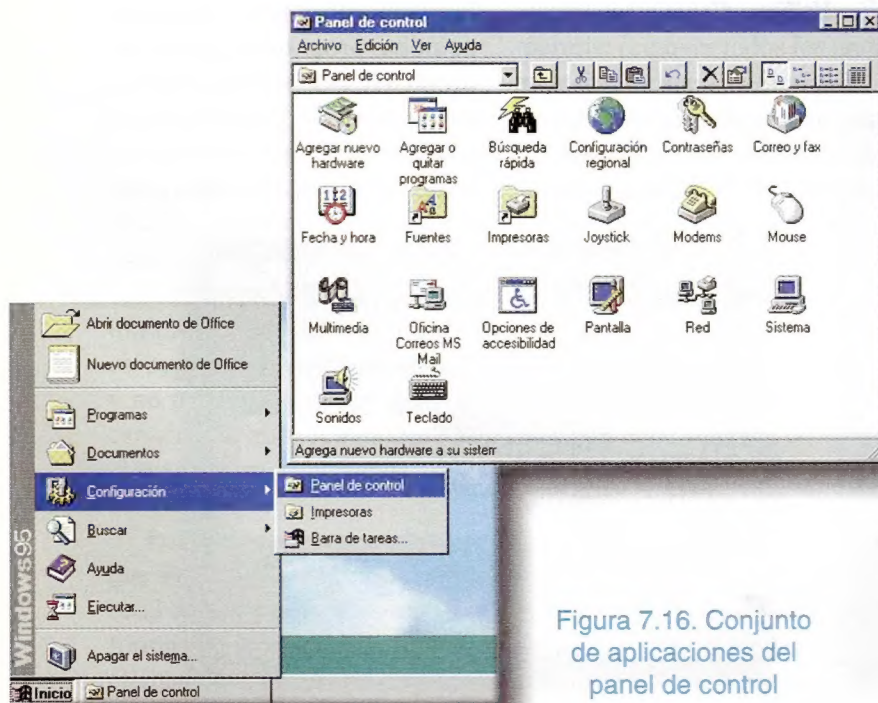 Panel de control
Archivo Edición Ver Ayuda
Panel de control
Agregar nuevo hardware
Agregar o quitar programas
Búsqueda rápida
Configuración regional
Contraseñas
Correo y fax
Fecha y hora
Fuentes
Impresoras
Joystick
Modems
Mouse
Multimedia
Oficina Correos MS Mail
Opciones de accesibilidad
Pantalla
Red
Sistema
Sonidos
Teclado
Agrega nuevo hardware a su sistem
Windows95
Abrir documento de Office
Nuevo documento de Office
Programas
Documentos
Configuración
Buscar
Ayuda
Ejecutar...
Apagar el sistema...
Panel de control
Impresoras
Barra de tareas...
Inicio
Panel de control
Figura 7.16. Conjunto
de aplicaciones del
panel de control